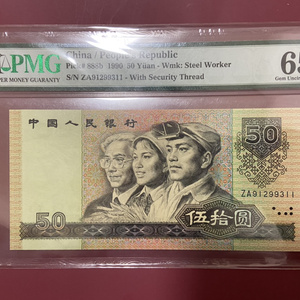 PMG
PAPER MONEY GUARANTY
China / People's Republic
Pick# 888b 1990 50 Yuan - Wmk: Steel Worker
S/N ZA91299311 - With Security Thread
65
Gem Uncirc
中国人民银行
50
ZA91299311
50
伍拾圆